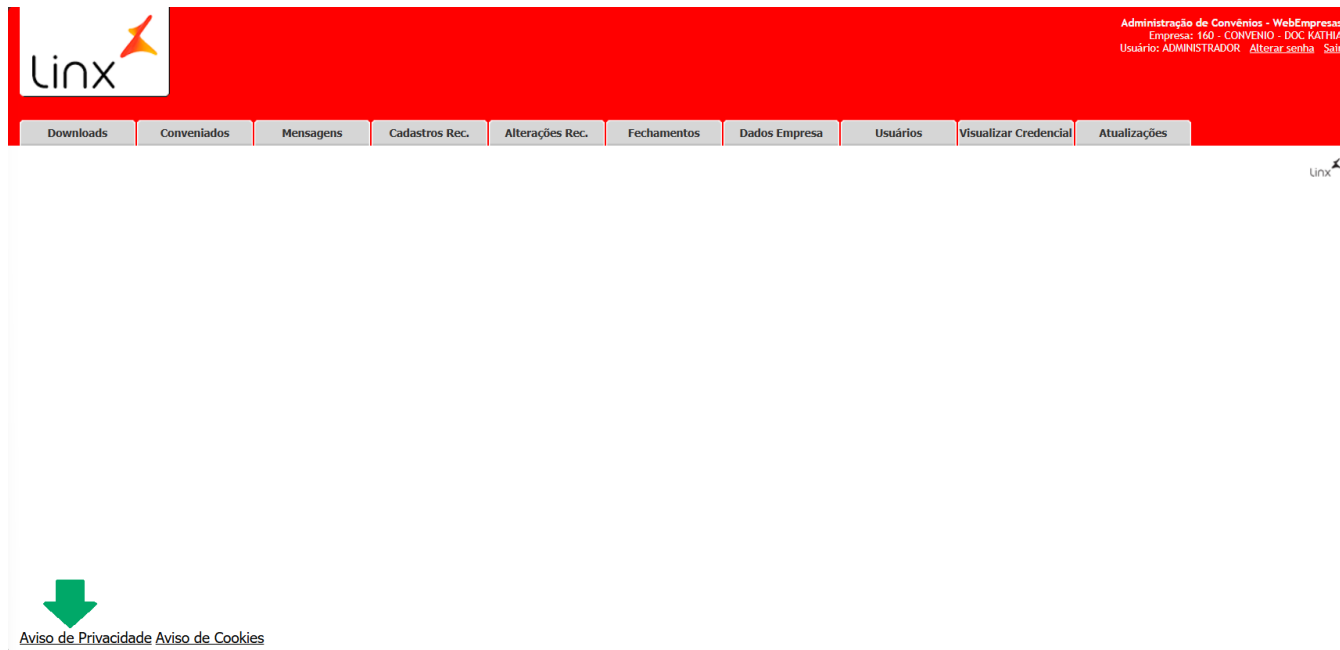 Linx
Administração de Convênios - WebEmpresas
Empresa: 160 - CONVENIO - DOC KATHIA
Usuário: ADMINISTRADOR Alterar senha Sair
Downloads Conveniados Mensagens Cadastros Rec. Alterações Rec. Fechamentos Dados Empresa Usuários Visualizar Credencial Atualizações
Linx
Aviso de Privacidade Aviso de Cookies